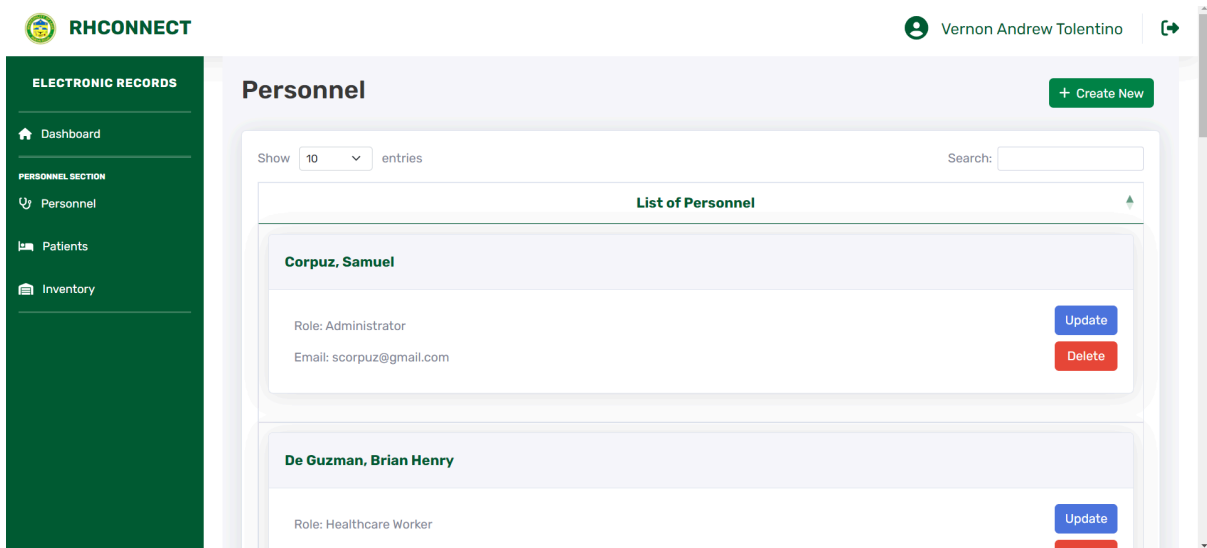 RHCONNECT
Vernon Andrew Tolentino
ELECTRONIC RECORDS
Dashboard
PERSONNEL SECTION
Personnel
Patients
Inventory
Personnel
+ Create New
Show 10 entries
Search:
List of Personnel
Corpuz, Samuel
Role: Administrator
Email: scorpuz@gmail.com
Update
Delete
De Guzman, Brian Henry
Role: Healthcare Worker
Update